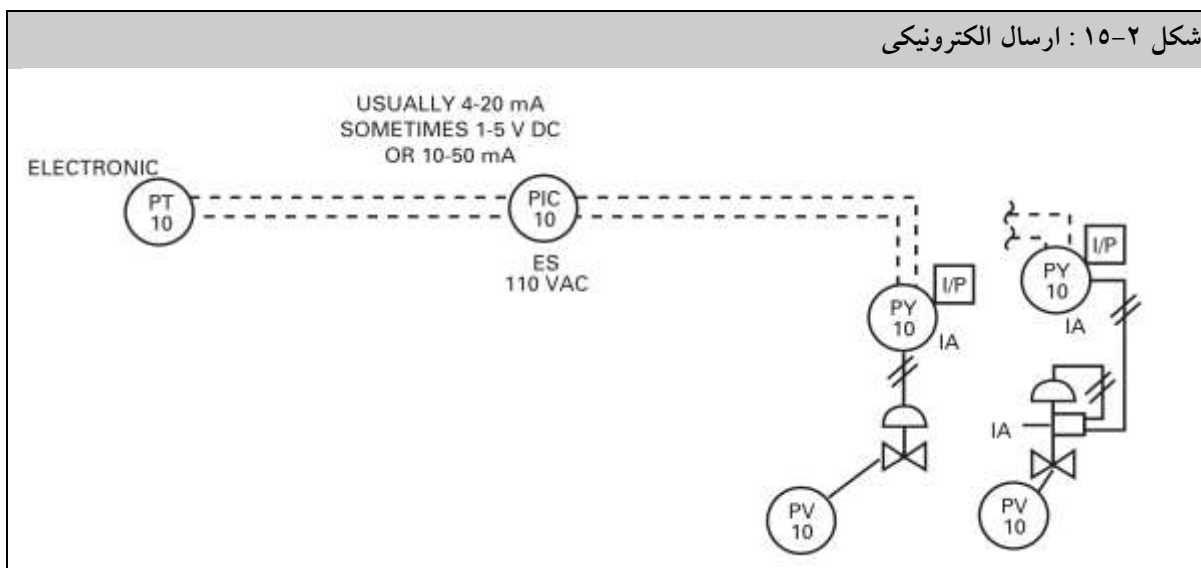 شکل ۲-۱۵ : ارسال الکترونیکی
USUALLY 4-20 mA
SOMETIMES 1-5 V DC
OR 10-50 mA
ELECTRONIC
PT
10
PIC
10
ES
110 VAC
I/P
PY
10
IA
PV
10
I/P
PY
10
IA
IA
PV
10